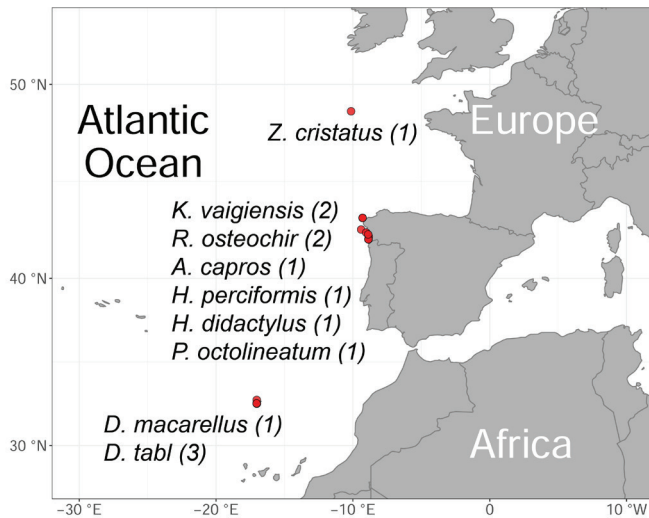 50 °N
Atlantic
Ocean
Europe
Z. cristatus (1)
K. vaigiensis (2)
R. osteochir (2)
A. capros (1)
40 °N
H. perciformis (1)
H. didactylus (1)
P. octolineatum (1)
D. macarellus (1)
30 °N
D. tabl (3)
Africa
−30 °E
−20 °E
−10 °E
0
10 °W